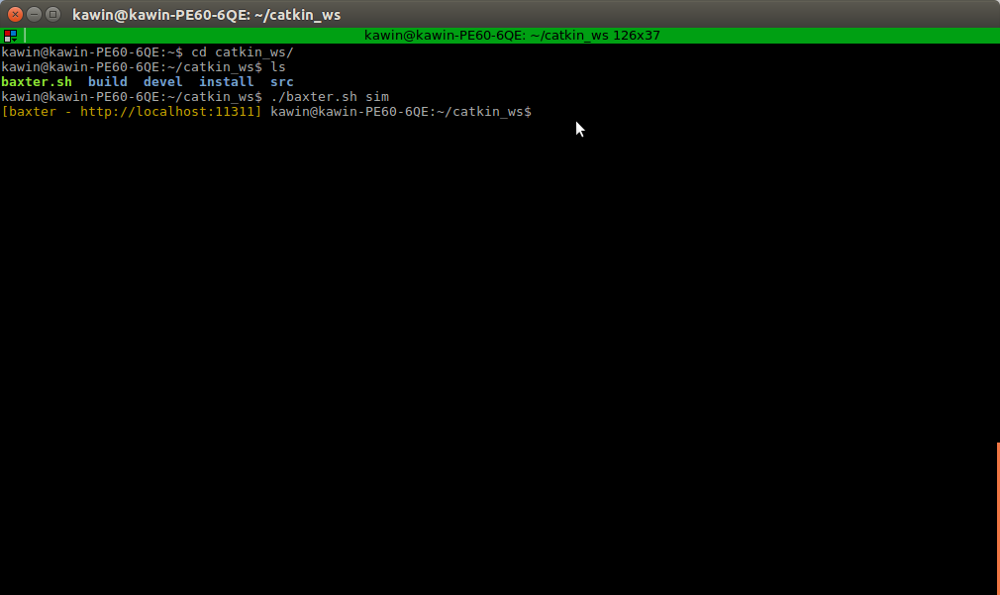 kawin@kawin-PE60-6QE: ~/catkin_ws
kawin@kawin-PE60-6QE: ~/catkin_ws 126x37
kawin@kawin-PE60-6QE:~$ cd catkin_ws/
kawin@kawin-PE60-6QE:~/catkin_ws$ ls
baxter.sh  build  devel  install  src
kawin@kawin-PE60-6QE:~/catkin_ws$ ./baxter.sh sim
[baxter - http://localhost:11311] kawin@kawin-PE60-6QE:~/catkin_ws$